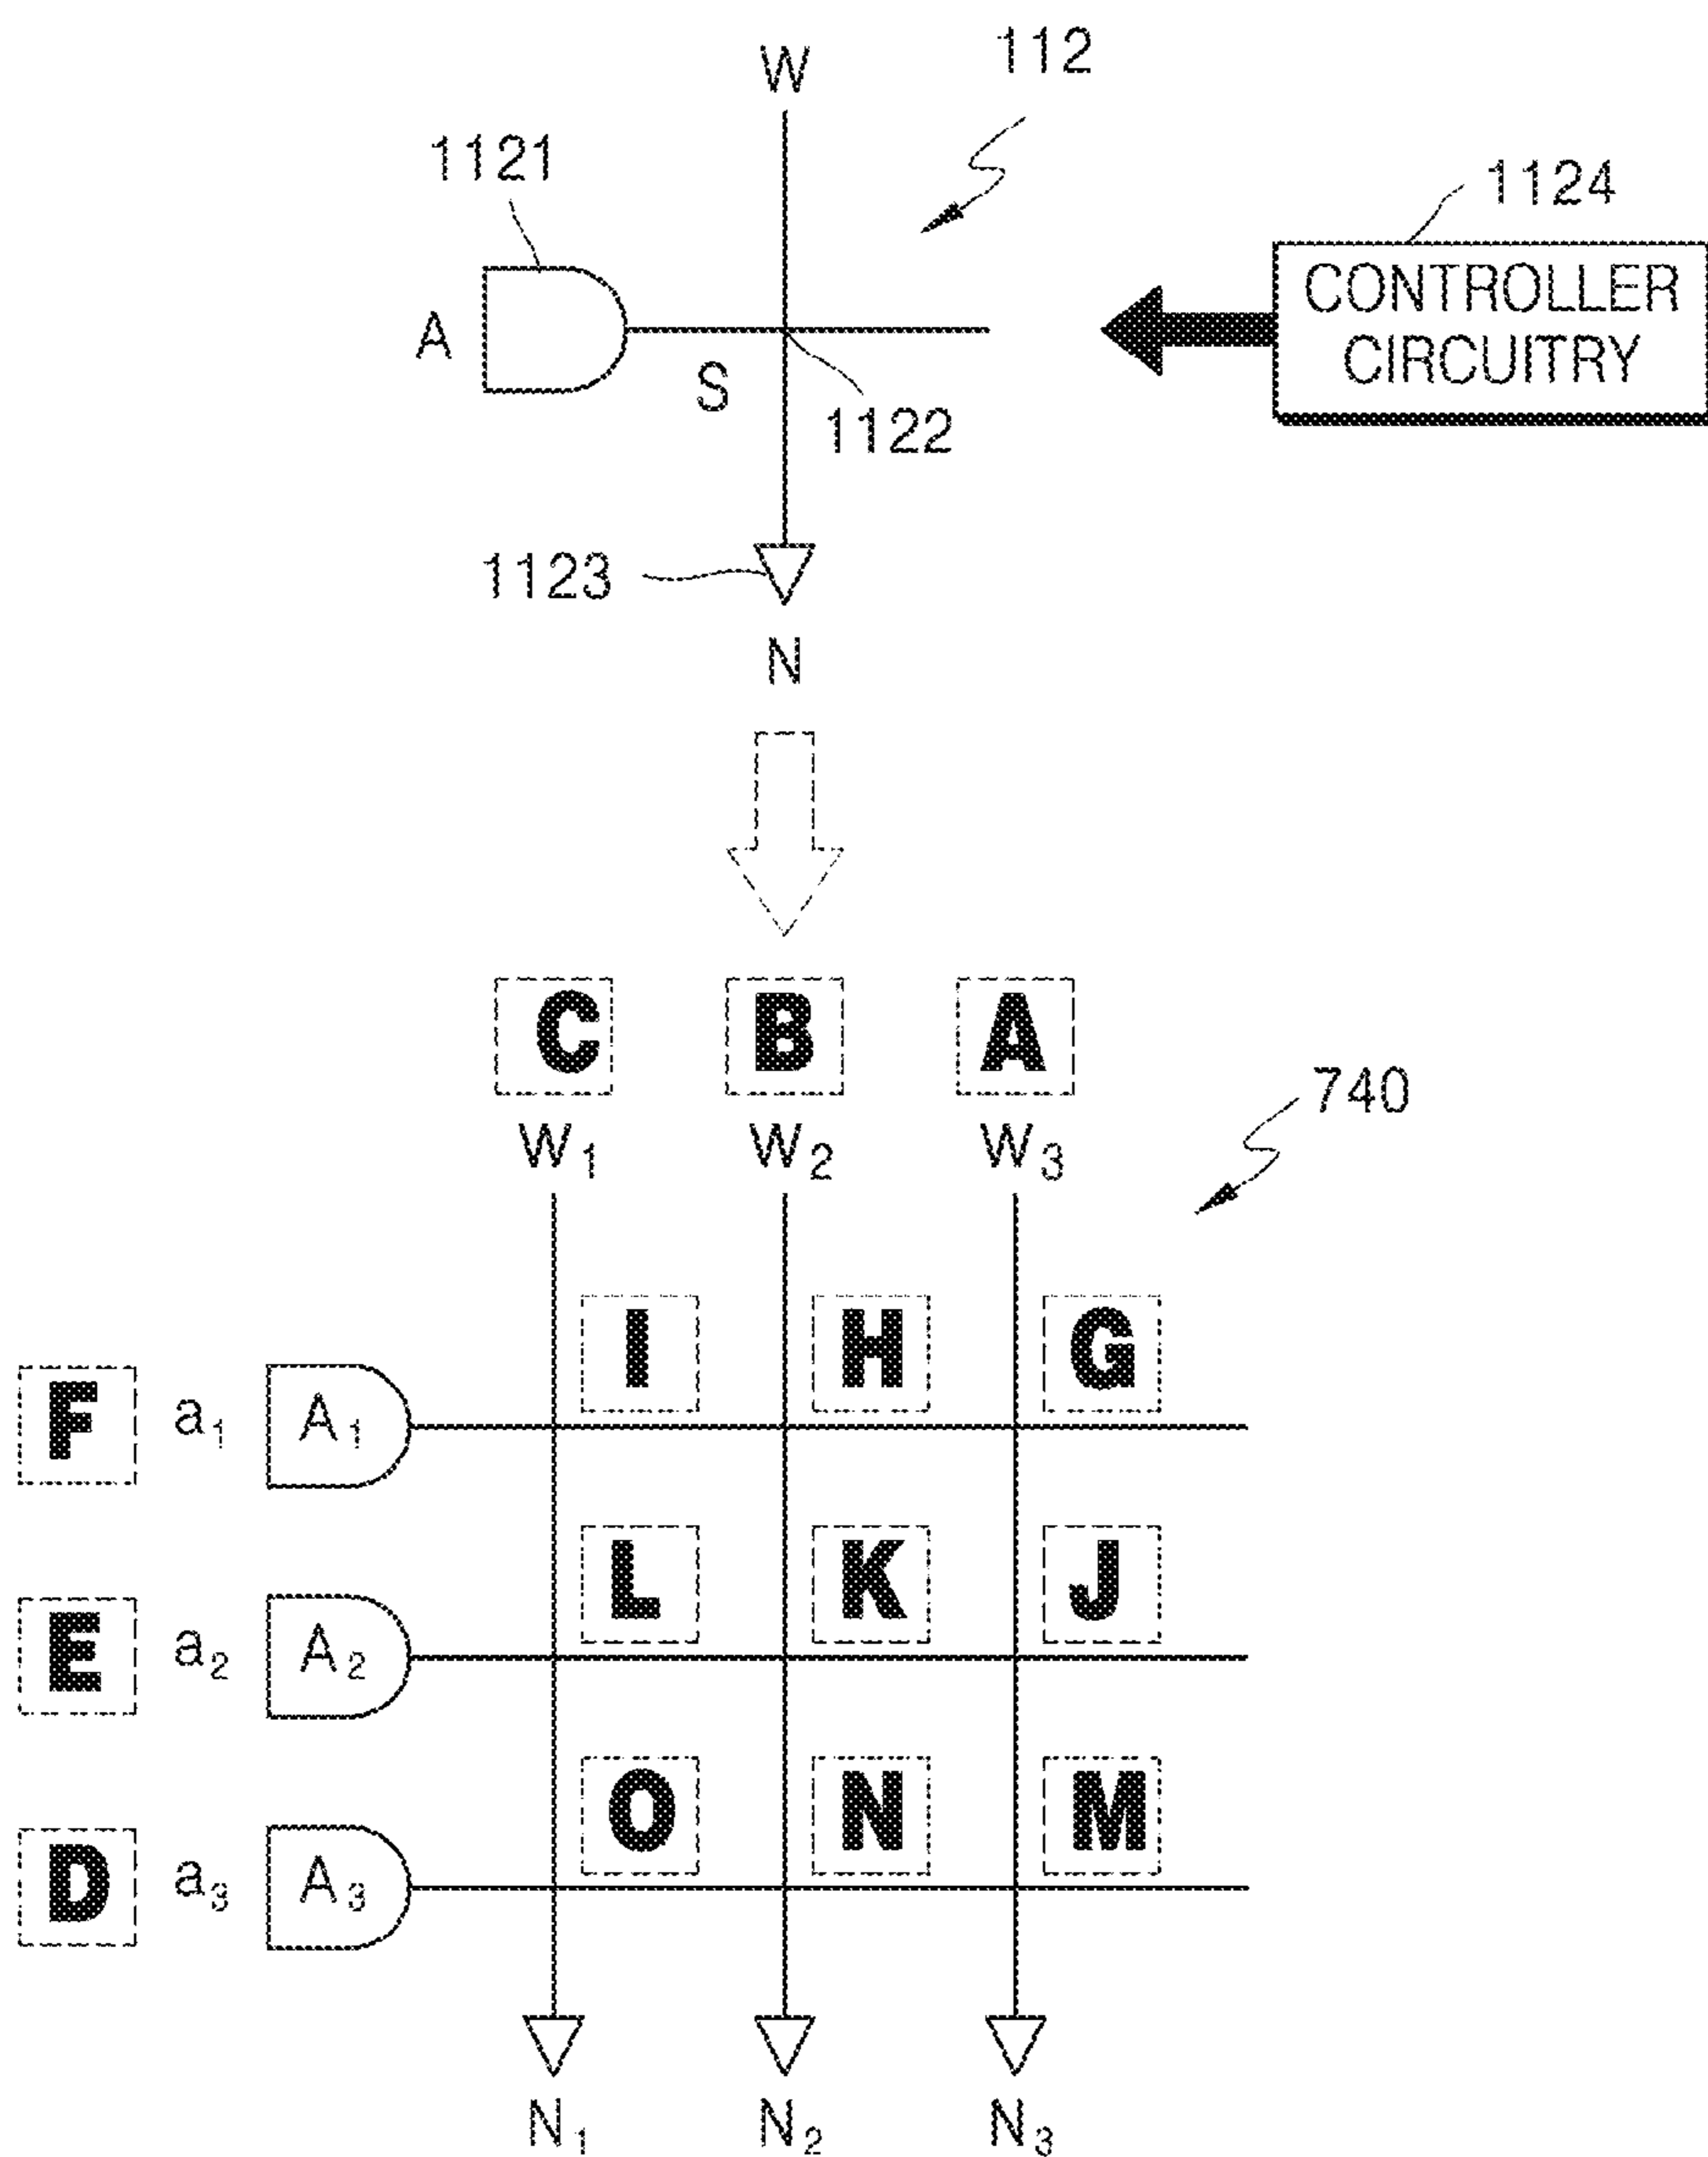 W
112
1121
1124
A
CONTROLLER
CIRCUITRY
S
1122
1123
N
C B A
W1 W2 W3
740
I H G
F a1 A1
L K J
E a2 A2
O N M
D a3 A3
N1 N2 N3